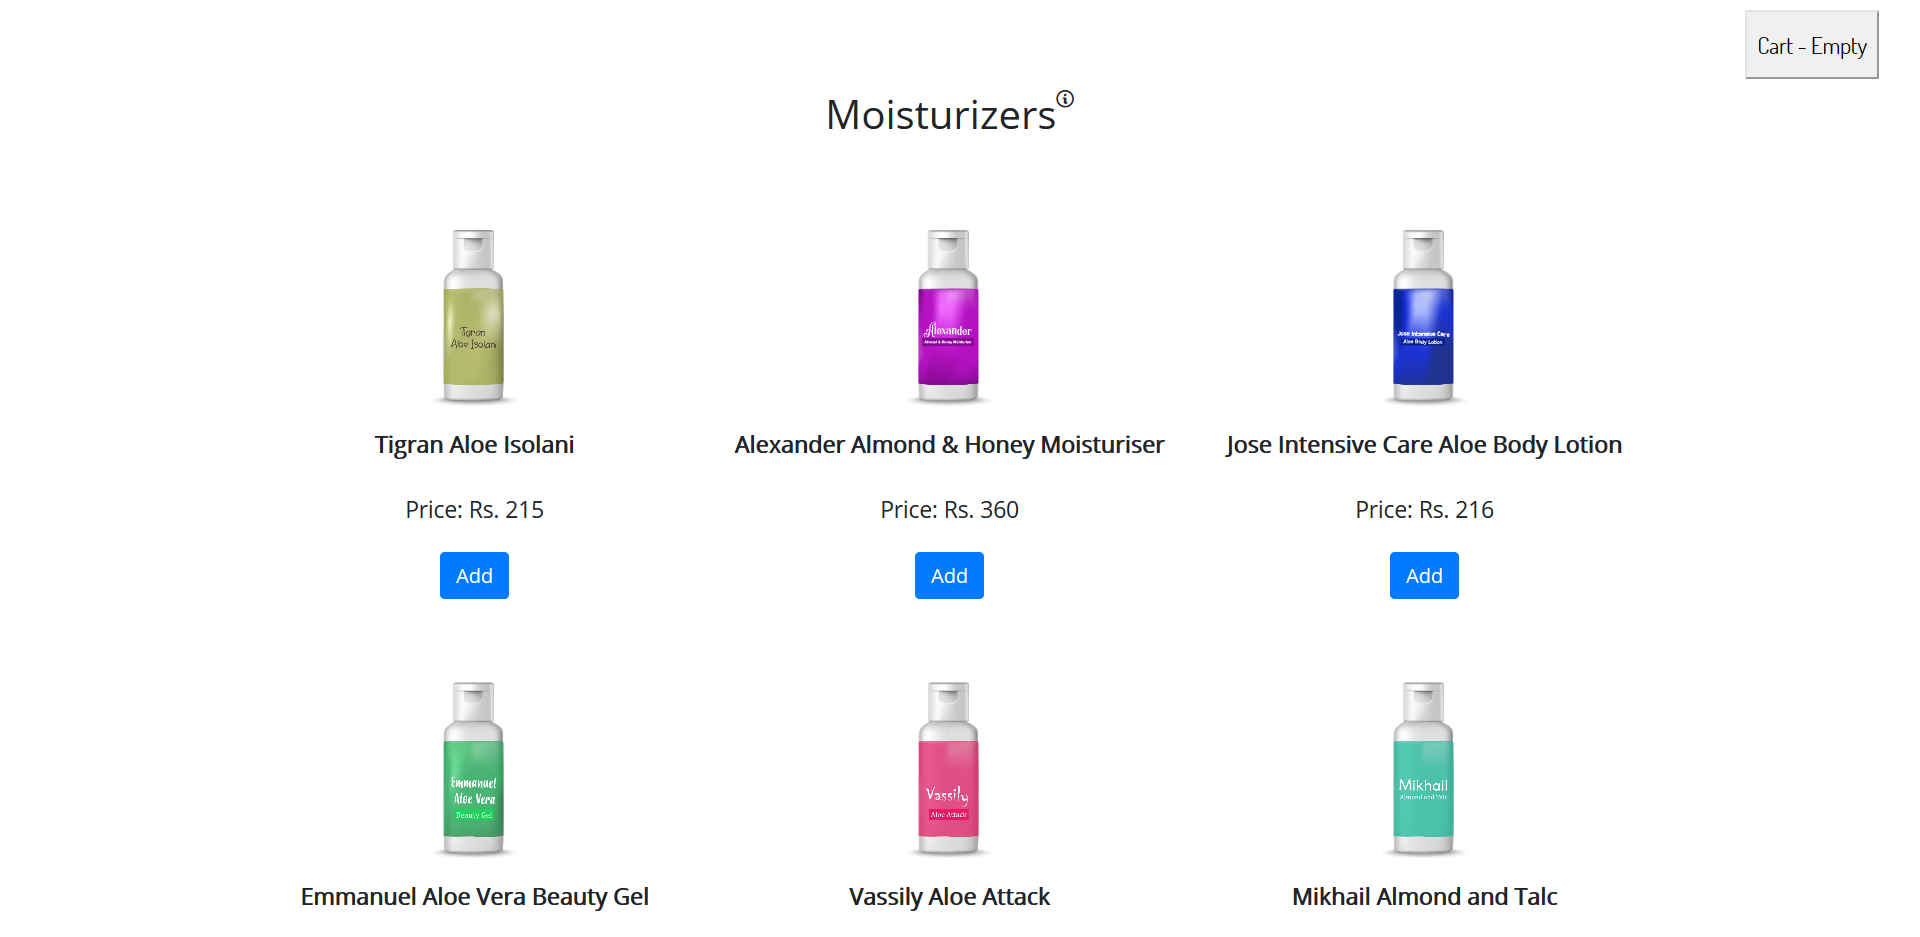 Cart - Empty
Moisturizers
Tigran
Aloe Isolani
Alexander
Almond & Honey Moisturiser
Jose Intensive Care
Aloe Body Lotion
Tigran Aloe Isolani
Alexander Almond & Honey Moisturiser
Jose Intensive Care Aloe Body Lotion
Price: Rs. 215
Price: Rs. 360
Price: Rs. 216
Add
Add
Add
Emmanuel
Aloe Vera
Beauty Gel
Vassily
Aloe Attack
Mikhail
Almond and Talc
Emmanuel Aloe Vera Beauty Gel
Vassily Aloe Attack
Mikhail Almond and Talc